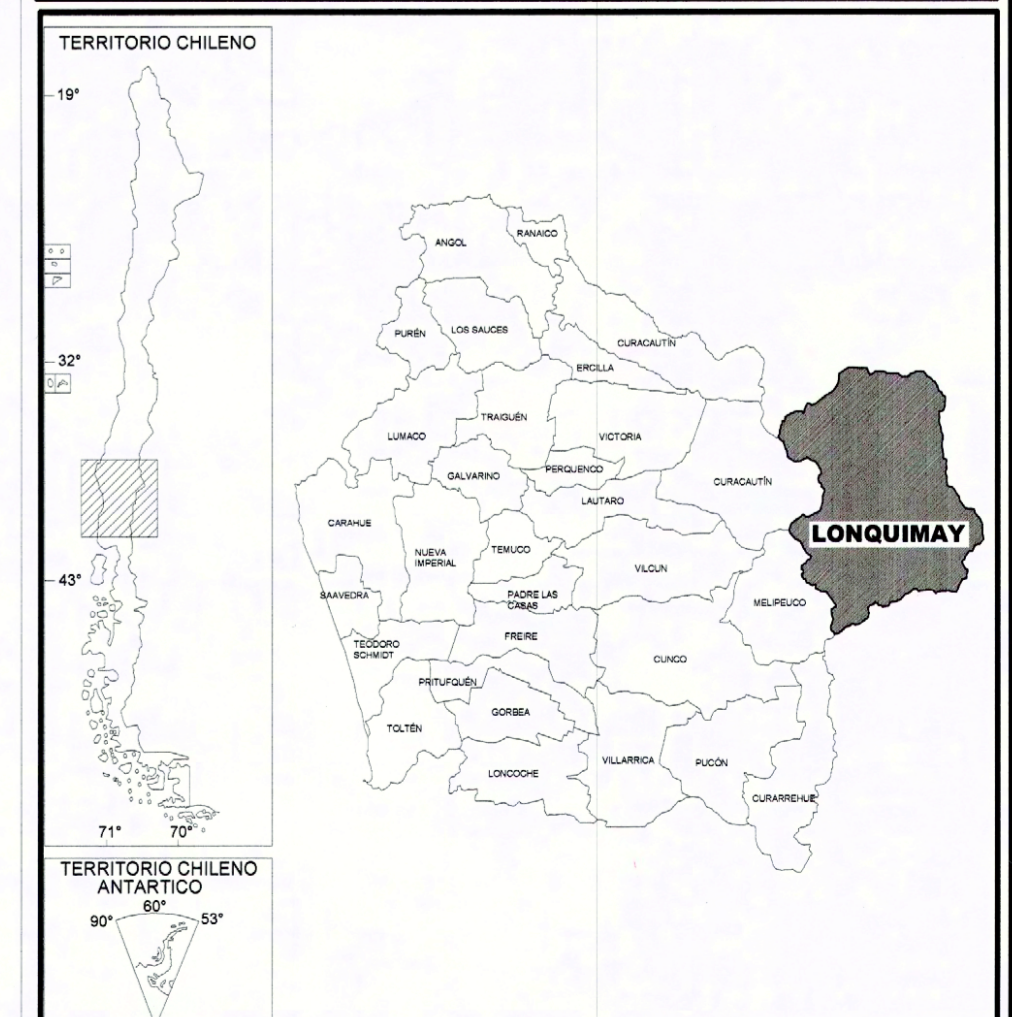 TERRITORIO CHILENO
19°
32°
43°
71° 70°
TERRITORIO CHILENO
ANTARTICO
90° 60° 53°
ANGOL
RANAICO
PURÉN
LOS SAUCES
CURACAUTÍN
ERCILLA
TRAIGUÉN
LUMACO
VICTORIA
GALVARINO
PERQUENCO
CURACAUTÍN
LAUTARO
CARAHUE
LONQUIMAY
NUEVA
IMPERIAL
TEMUCO
VILCUN
SAAVEDRA
PADRE LAS
CASAS
MELIPEUCO
TEODORO
SCHMIDT
FREIRE
CUNCO
PRITUFQUÉN
GORBEA
TOLTÉN
LONCOCHE
VILLARRICA
PUCÓN
CURARREHUE